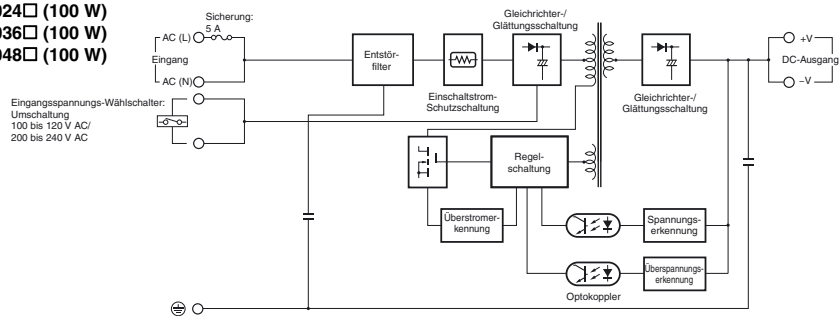 024□ (100 W)
036□ (100 W)
048□ (100 W)
Sicherung:
5 A
AC (L)
Eingang
AC (N)
Eingangsspannungs-Wählschalter:
Umschaltung
100 bis 120 V AC/
200 bis 240 V AC
Entstör-
filter
Einschaltstrom-
Schutzschaltung
Gleichrichter-/
Glättungsschaltung
Gleichrichter-/
Glättungsschaltung
+V
DC-Ausgang
–V
Regel-
schaltung
Überstromer-
kennung
Spannungs-
erkennung
Überspannungs-
erkennung
Optokoppler